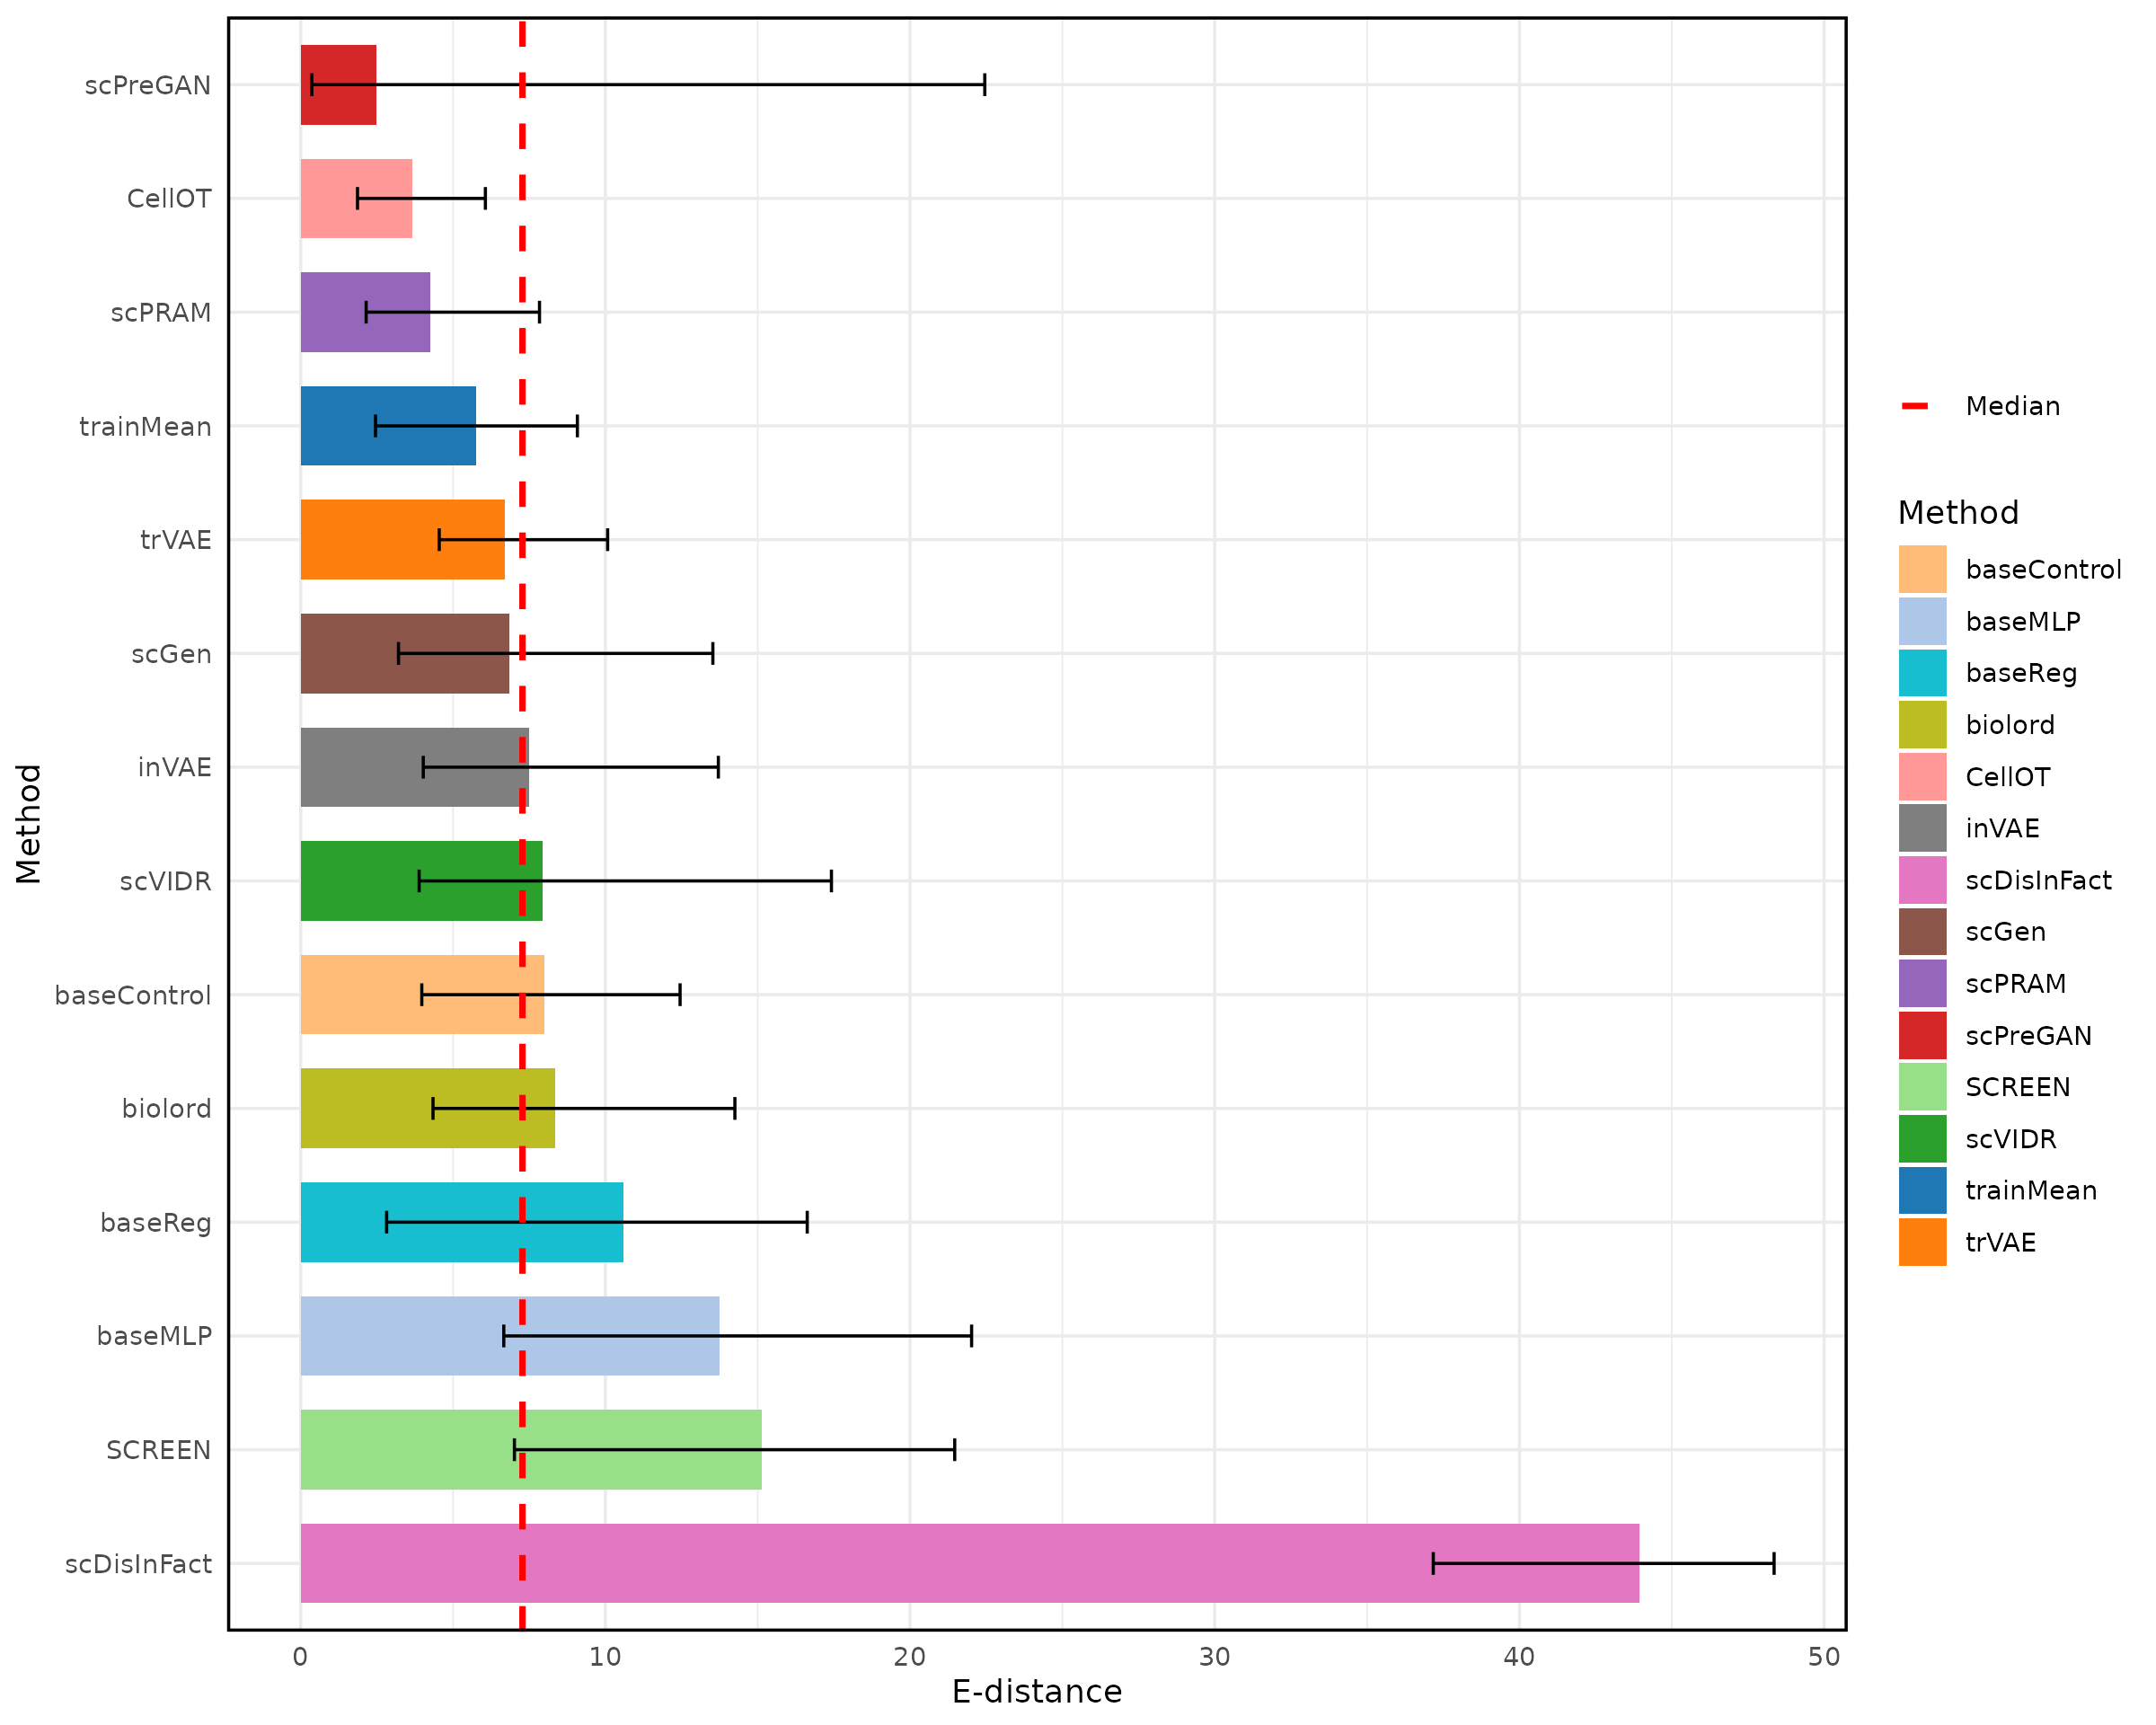 scPreGAN
CellOT
scPRAM
trainMean
trVAE
scGen
inVAE
scVIDR
baseControl
biolord
baseReg
baseMLP
SCREEN
scDisInFact
Method
0 10 20 30 40 50
E-distance
Median
Method
baseControl
baseMLP
baseReg
biolord
CellOT
inVAE
scDisInFact
scGen
scPRAM
scPreGAN
SCREEN
scVIDR
trainMean
trVAE